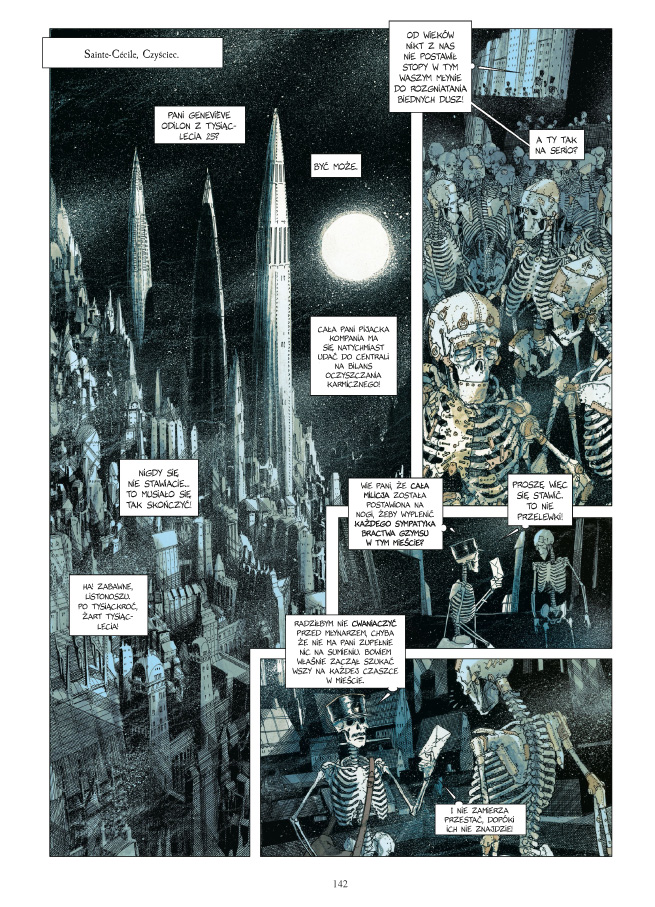 Sainte-Cécile, Czyściec.
PANI GENEVIÈVE
ODILON Z TYSIĄC-
LECIA 25?
BYĆ MOŻE.
CAŁA PANI PIJACKA
KOMPANIA MA
SIĘ NATYCHMIAST
UDAĆ DO CENTRALI
NA BILANS
OCZYSZCZANIA
KARMICZNEGO!
NIGDY SIĘ
NIE STAWIACIE...
TO MUSIAŁO SIĘ
TAK SKOŃCZYĆ!
HA! ZABAWNE,
LISTONOSZU.
PO TYSIĄCKROĆ,
ŻART TYSIĄC-
LECIA!
OD WIEKÓW
NIKT Z NAS
NIE POSTAWIŁ
STOPY W TYM
WASZYM MŁYNIE
DO ROZGNIATANIA
BIEDNYCH DUSZ!
A TY TAK
NA SERIO?
WIE PANI, ŻE CAŁA
MILICJA ZOSTAŁA
POSTAWIONA NA
NOGI, ŻEBY WYPLENIĆ
KAŻDEGO SYMPATYKA
BRACTWA GZYMSU
W TYM MIEŚCIE?
PROSZĘ WIĘC
SIĘ STAWIĆ.
TO NIE
PRZELEWKI!
RADZIŁBYM NIE CWANIACZYĆ
PRZED MŁYNARZEM, CHYBA
ŻE NIE MA PANI ZUPEŁNIE
NIC NA SUMIENIU. BOWIEM
WŁAŚNIE ZACZĄŁ SZUKAĆ
WSZY NA KAŻDEJ CZASZCE
W MIEŚCIE.
I NIE ZAMIERZA
PRZESTAĆ, DOPÓKI
ICH NIE ZNAJDZIE!
142